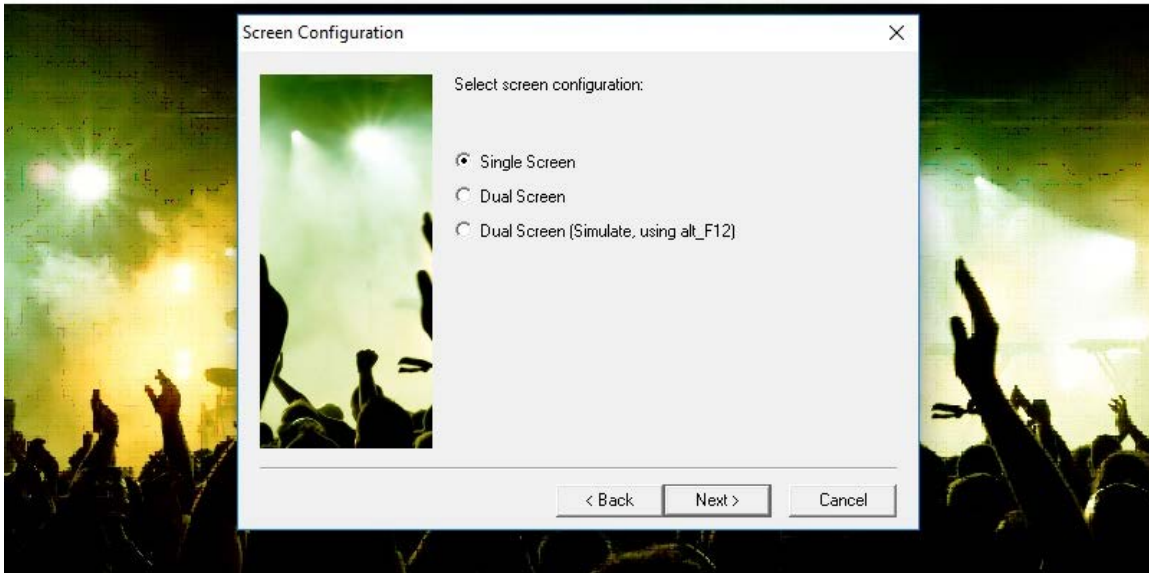 Screen Configuration
Select screen configuration:
Single Screen
Dual Screen
Dual Screen (Simulate, using alt_F12)
< Back Next > Cancel